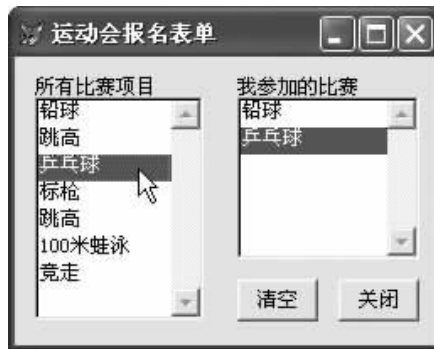 运动会报名表单
所有比赛项目
铅球
跳高
乒乓球
标枪
跳高
100米蛙泳
竞走
我参加的比赛
铅球
乒乓球
清空
关闭